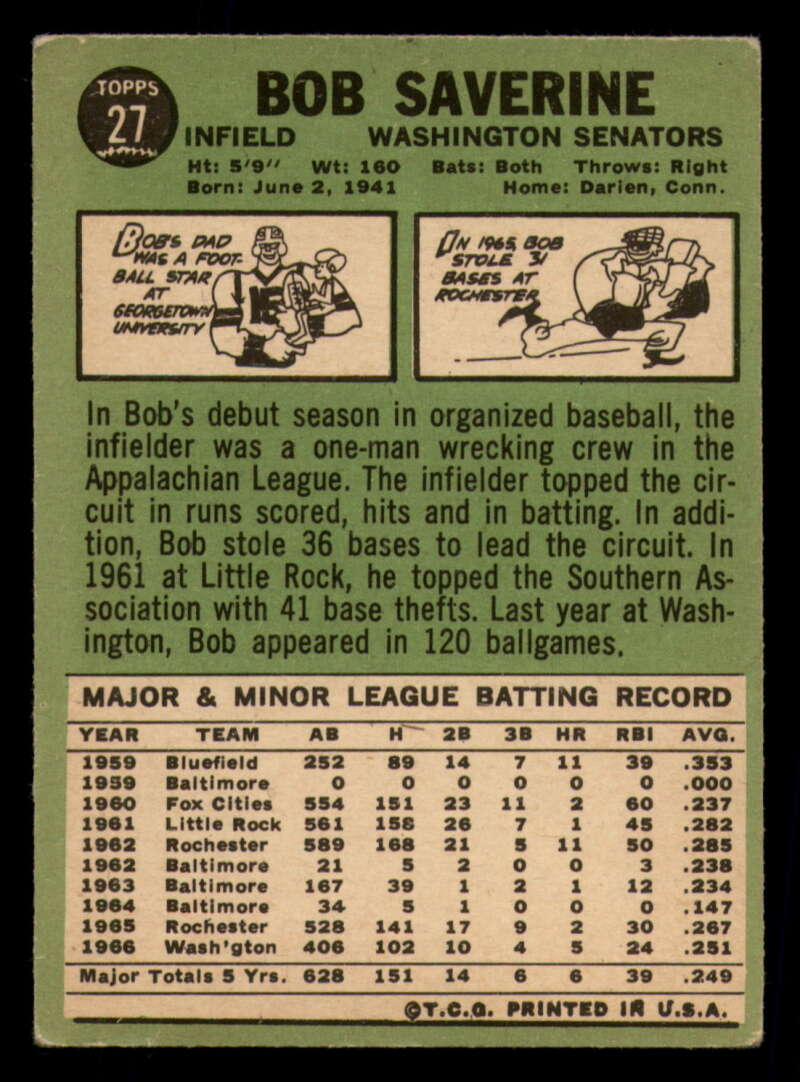 TOPPS
27
BOB SAVERINE
INFIELD WASHINGTON SENATORS
Ht: 5'9" Wt: 160 Bats: Both Throws: Right
Born: June 2, 1941 Home: Darien, Conn.
BOB'S DAD
WAS A FOOT-
BALL STAR
AT
GEORGETOWN
UNIVERSITY
IN 1965, BOB
STOLE 31
BASES AT
ROCHESTER
In Bob's debut season in organized baseball, the
infielder was a one-man wrecking crew in the
Appalachian League. The infielder topped the cir-
cuit in runs scored, hits and in batting. In addi-
tion, Bob stole 36 bases to lead the circuit. In
1961 at Little Rock, he topped the Southern As-
sociation with 41 base thefts. Last year at Wash-
ington, Bob appeared in 120 ballgames.
MAJOR & MINOR LEAGUE BATTING RECORD
YEAR TEAM AB H 2B 3B HR RBI AVG.
1959 Bluefield 252 89 14 7 11 39 .353
1959 Baltimore 0 0 0 0 0 0 .000
1960 Fox Cities 554 151 23 11 2 60 .237
1961 Little Rock 561 158 26 7 1 45 .282
1962 Rochester 589 168 21 5 11 50 .285
1962 Baltimore 21 5 2 0 0 3 .238
1963 Baltimore 167 39 1 2 1 12 .234
1964 Baltimore 34 5 1 0 0 0 .147
1965 Rochester 528 141 17 9 2 30 .267
1966 Wash'gton 406 102 10 4 5 24 .251
Major Totals 5 Yrs. 628 151 14 6 6 39 .249
©T.C.G. PRINTED IN U.S.A.